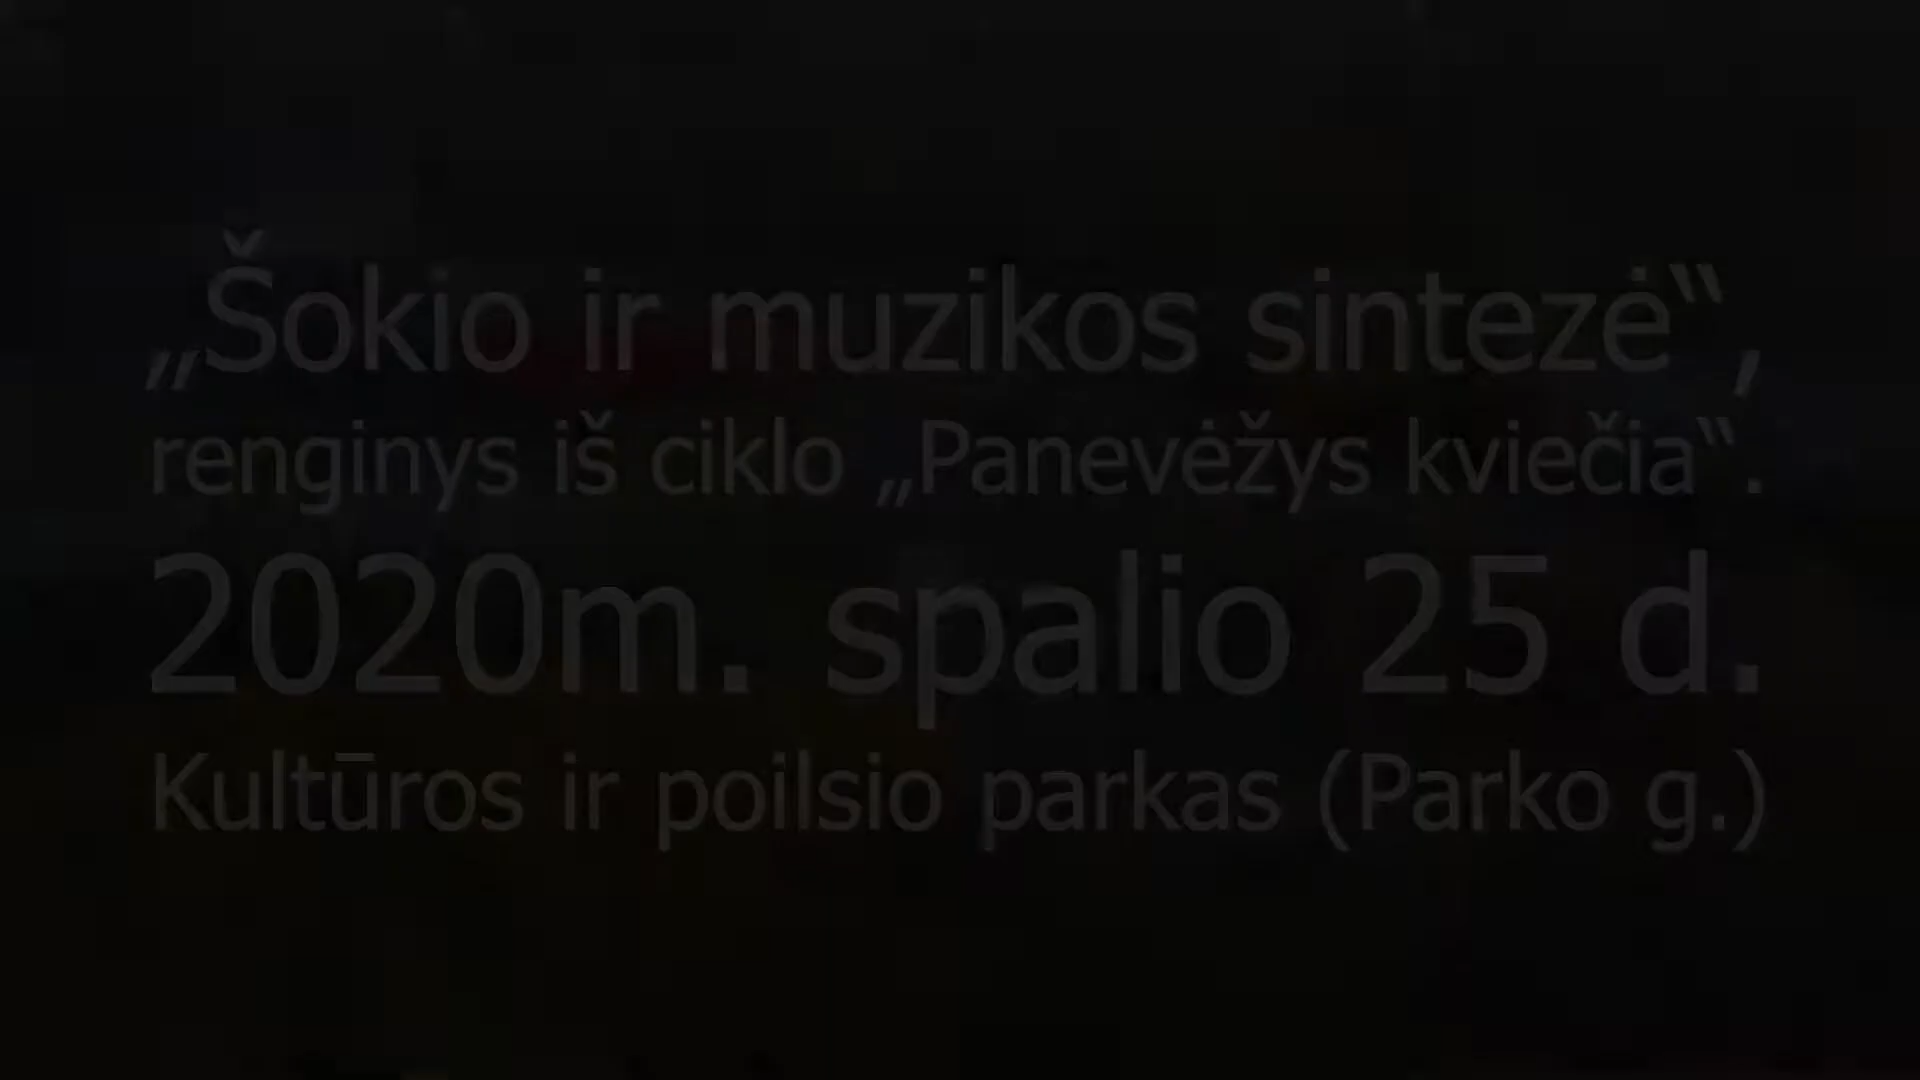 „Šokio ir muzikos sintezė“,
renginys iš ciklo „Panevėžys kviečia“.
2020m. spalio 25 d.
Kultūros ir poilsio parkas (Parko g.)